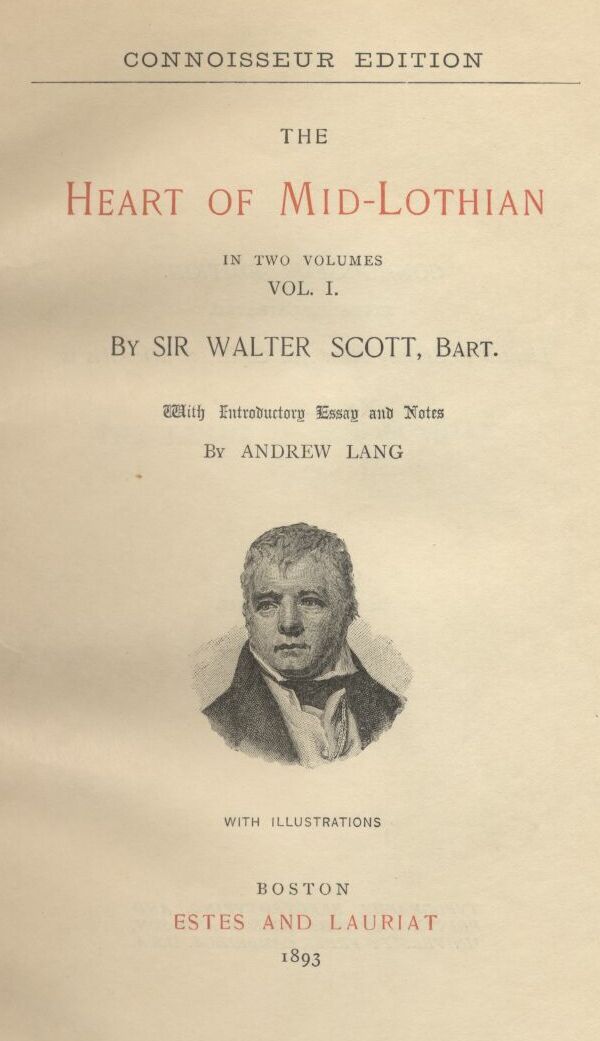 CONNOISSEUR EDITION
THE
HEART OF MID-LOTHIAN
IN TWO VOLUMES
VOL. I.
BY SIR WALTER SCOTT, BART.
With Introductory Essay and Notes
BY ANDREW LANG
WITH ILLUSTRATIONS
BOSTON
ESTES AND LAURIAT
1893